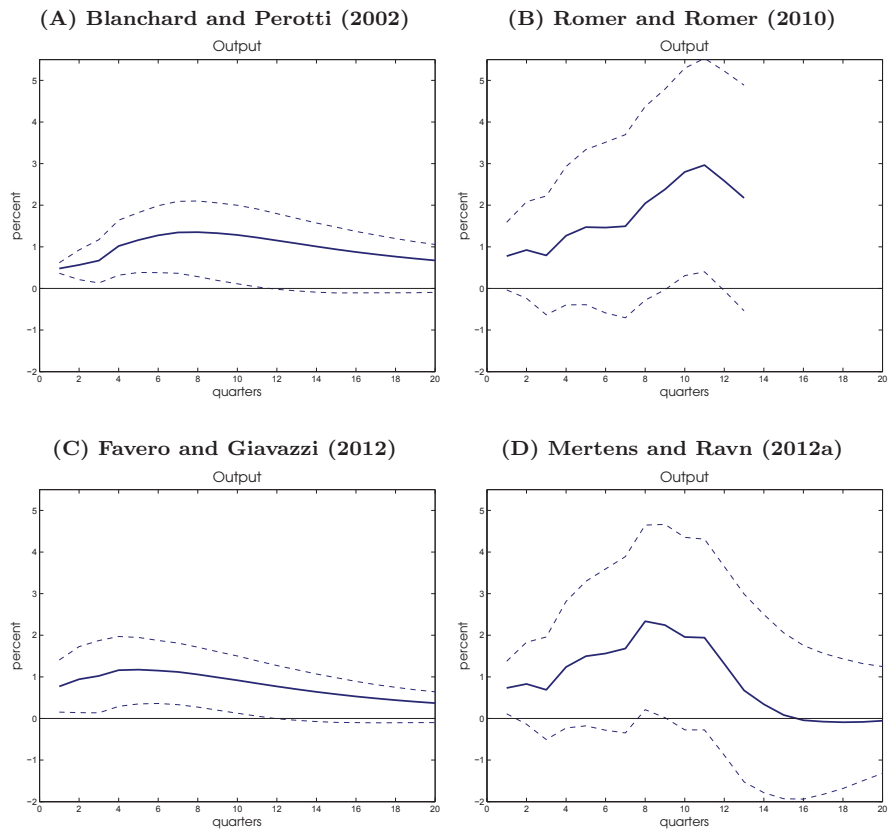 (A) Blanchard and Perotti (2002)
Output
5
4
3
2
1
0
−1
−2
percent
0 2 4 6 8 10 12 14 16 18 20
quarters
(B) Romer and Romer (2010)
Output
5
4
3
2
1
0
−1
−2
percent
0 2 4 6 8 10 12 14 16 18 20
quarters
(C) Favero and Giavazzi (2012)
Output
5
4
3
2
1
0
−1
−2
percent
0 2 4 6 8 10 12 14 16 18 20
quarters
(D) Mertens and Ravn (2012a)
Output
5
4
3
2
1
0
−1
−2
percent
0 2 4 6 8 10 12 14 16 18 20
quarters